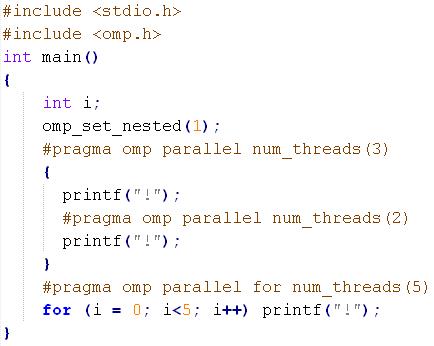 #include <stdio.h>
#include <omp.h>
int main()
{
    int i;
    omp_set_nested(1);
    #pragma omp parallel num_threads(3)
    {
      printf("!");
      #pragma omp parallel num_threads(2)
      printf("!");
    }
    #pragma omp parallel for num_threads(5)
    for (i = 0; i<5; i++) printf("!");
}